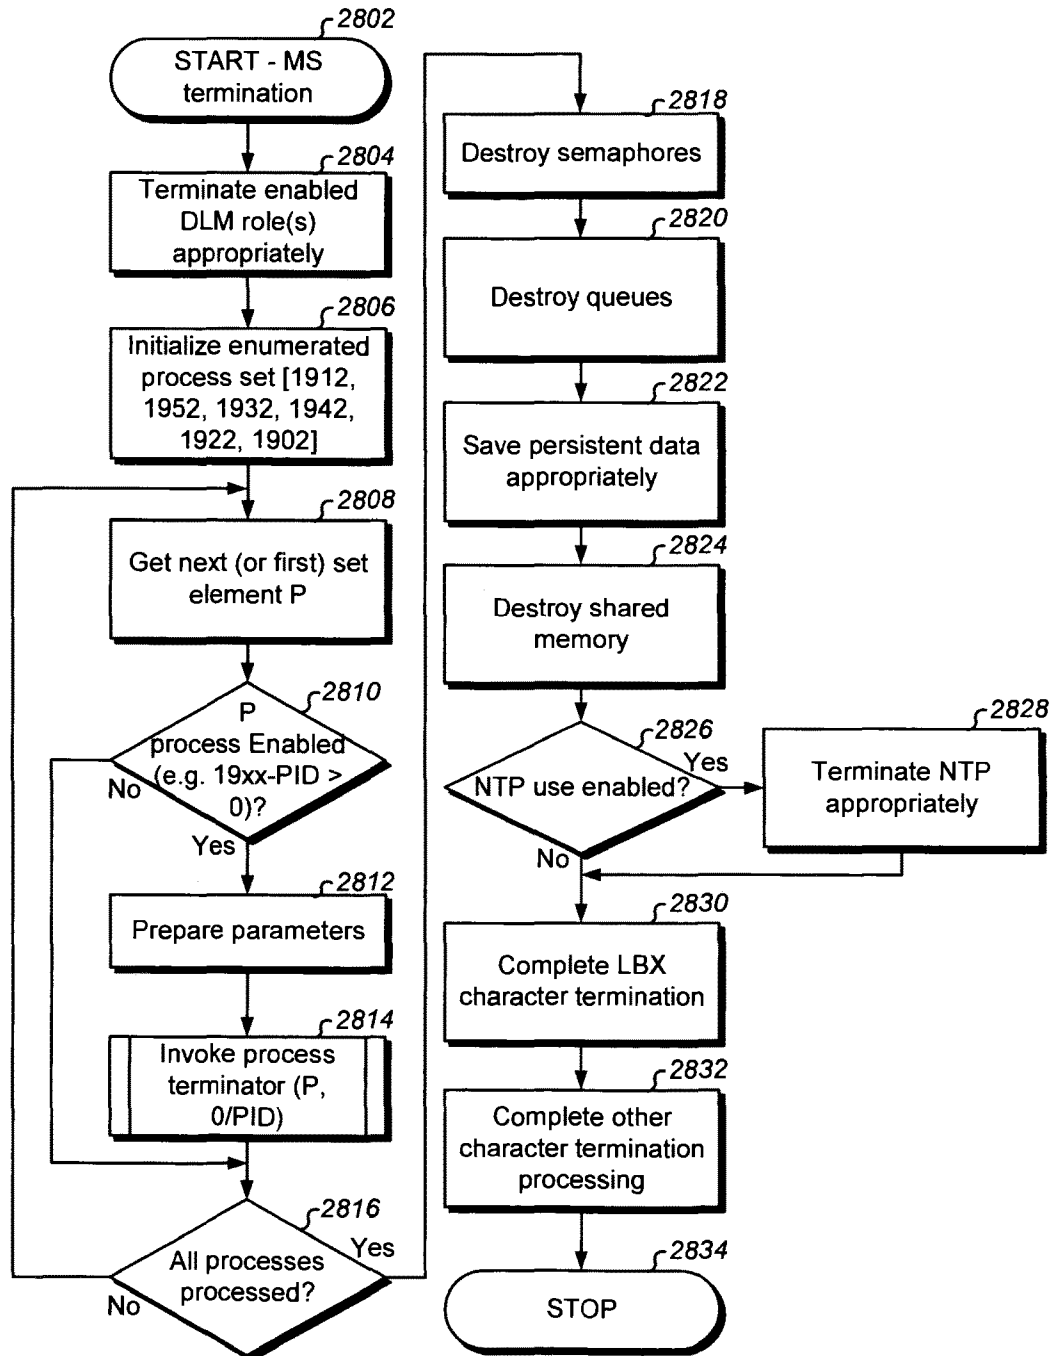 2802
START - MS
termination
2804
Terminate enabled
DLM role(s)
appropriately
2806
Initialize enumerated
process set [1912,
1952, 1932, 1942,
1922, 1902]
2808
Get next (or first) set
element P
2810
P
process Enabled
(e.g. 19xx-PID >
0)?
No
Yes
2812
Prepare parameters
2814
Invoke process
terminator (P,
0/PID)
2816
All processes
processed?
Yes
No
2818
Destroy semaphores
2820
Destroy queues
2822
Save persistent data
appropriately
2824
Destroy shared
memory
2826
NTP use enabled?
Yes
No
2828
Terminate NTP
appropriately
2830
Complete LBX
character termination
2832
Complete other
character termination
processing
2834
STOP